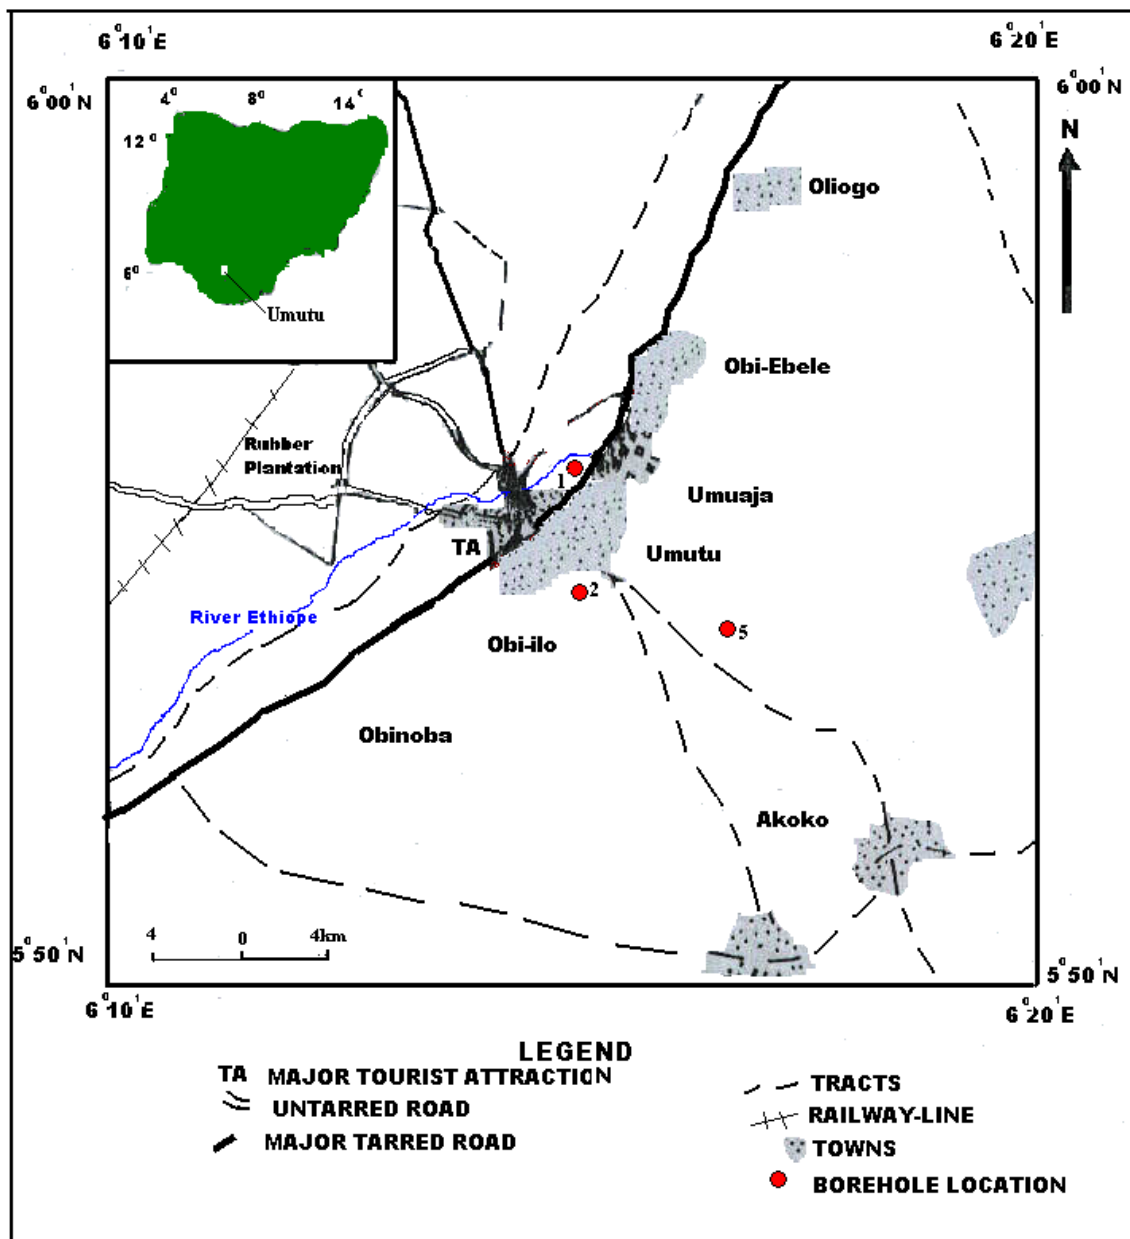 6°10'E
6°20'E
6°00'N
6°00'N
4° 8° 14°
12°
6°
Umutu
N
Oliogo
Obi-Ebele
Rubber
Plantation
1
Umuaja
TA
Umutu
2
River Ethiope
5
Obi-ilo
Obinoba
Akoko
4 0 4km
5°50'N
5°50'N
6°10'E
6°20'E
LEGEND
TA MAJOR TOURIST ATTRACTION
UNTARRED ROAD
MAJOR TARRED ROAD
TRACTS
RAILWAY-LINE
TOWNS
BOREHOLE LOCATION